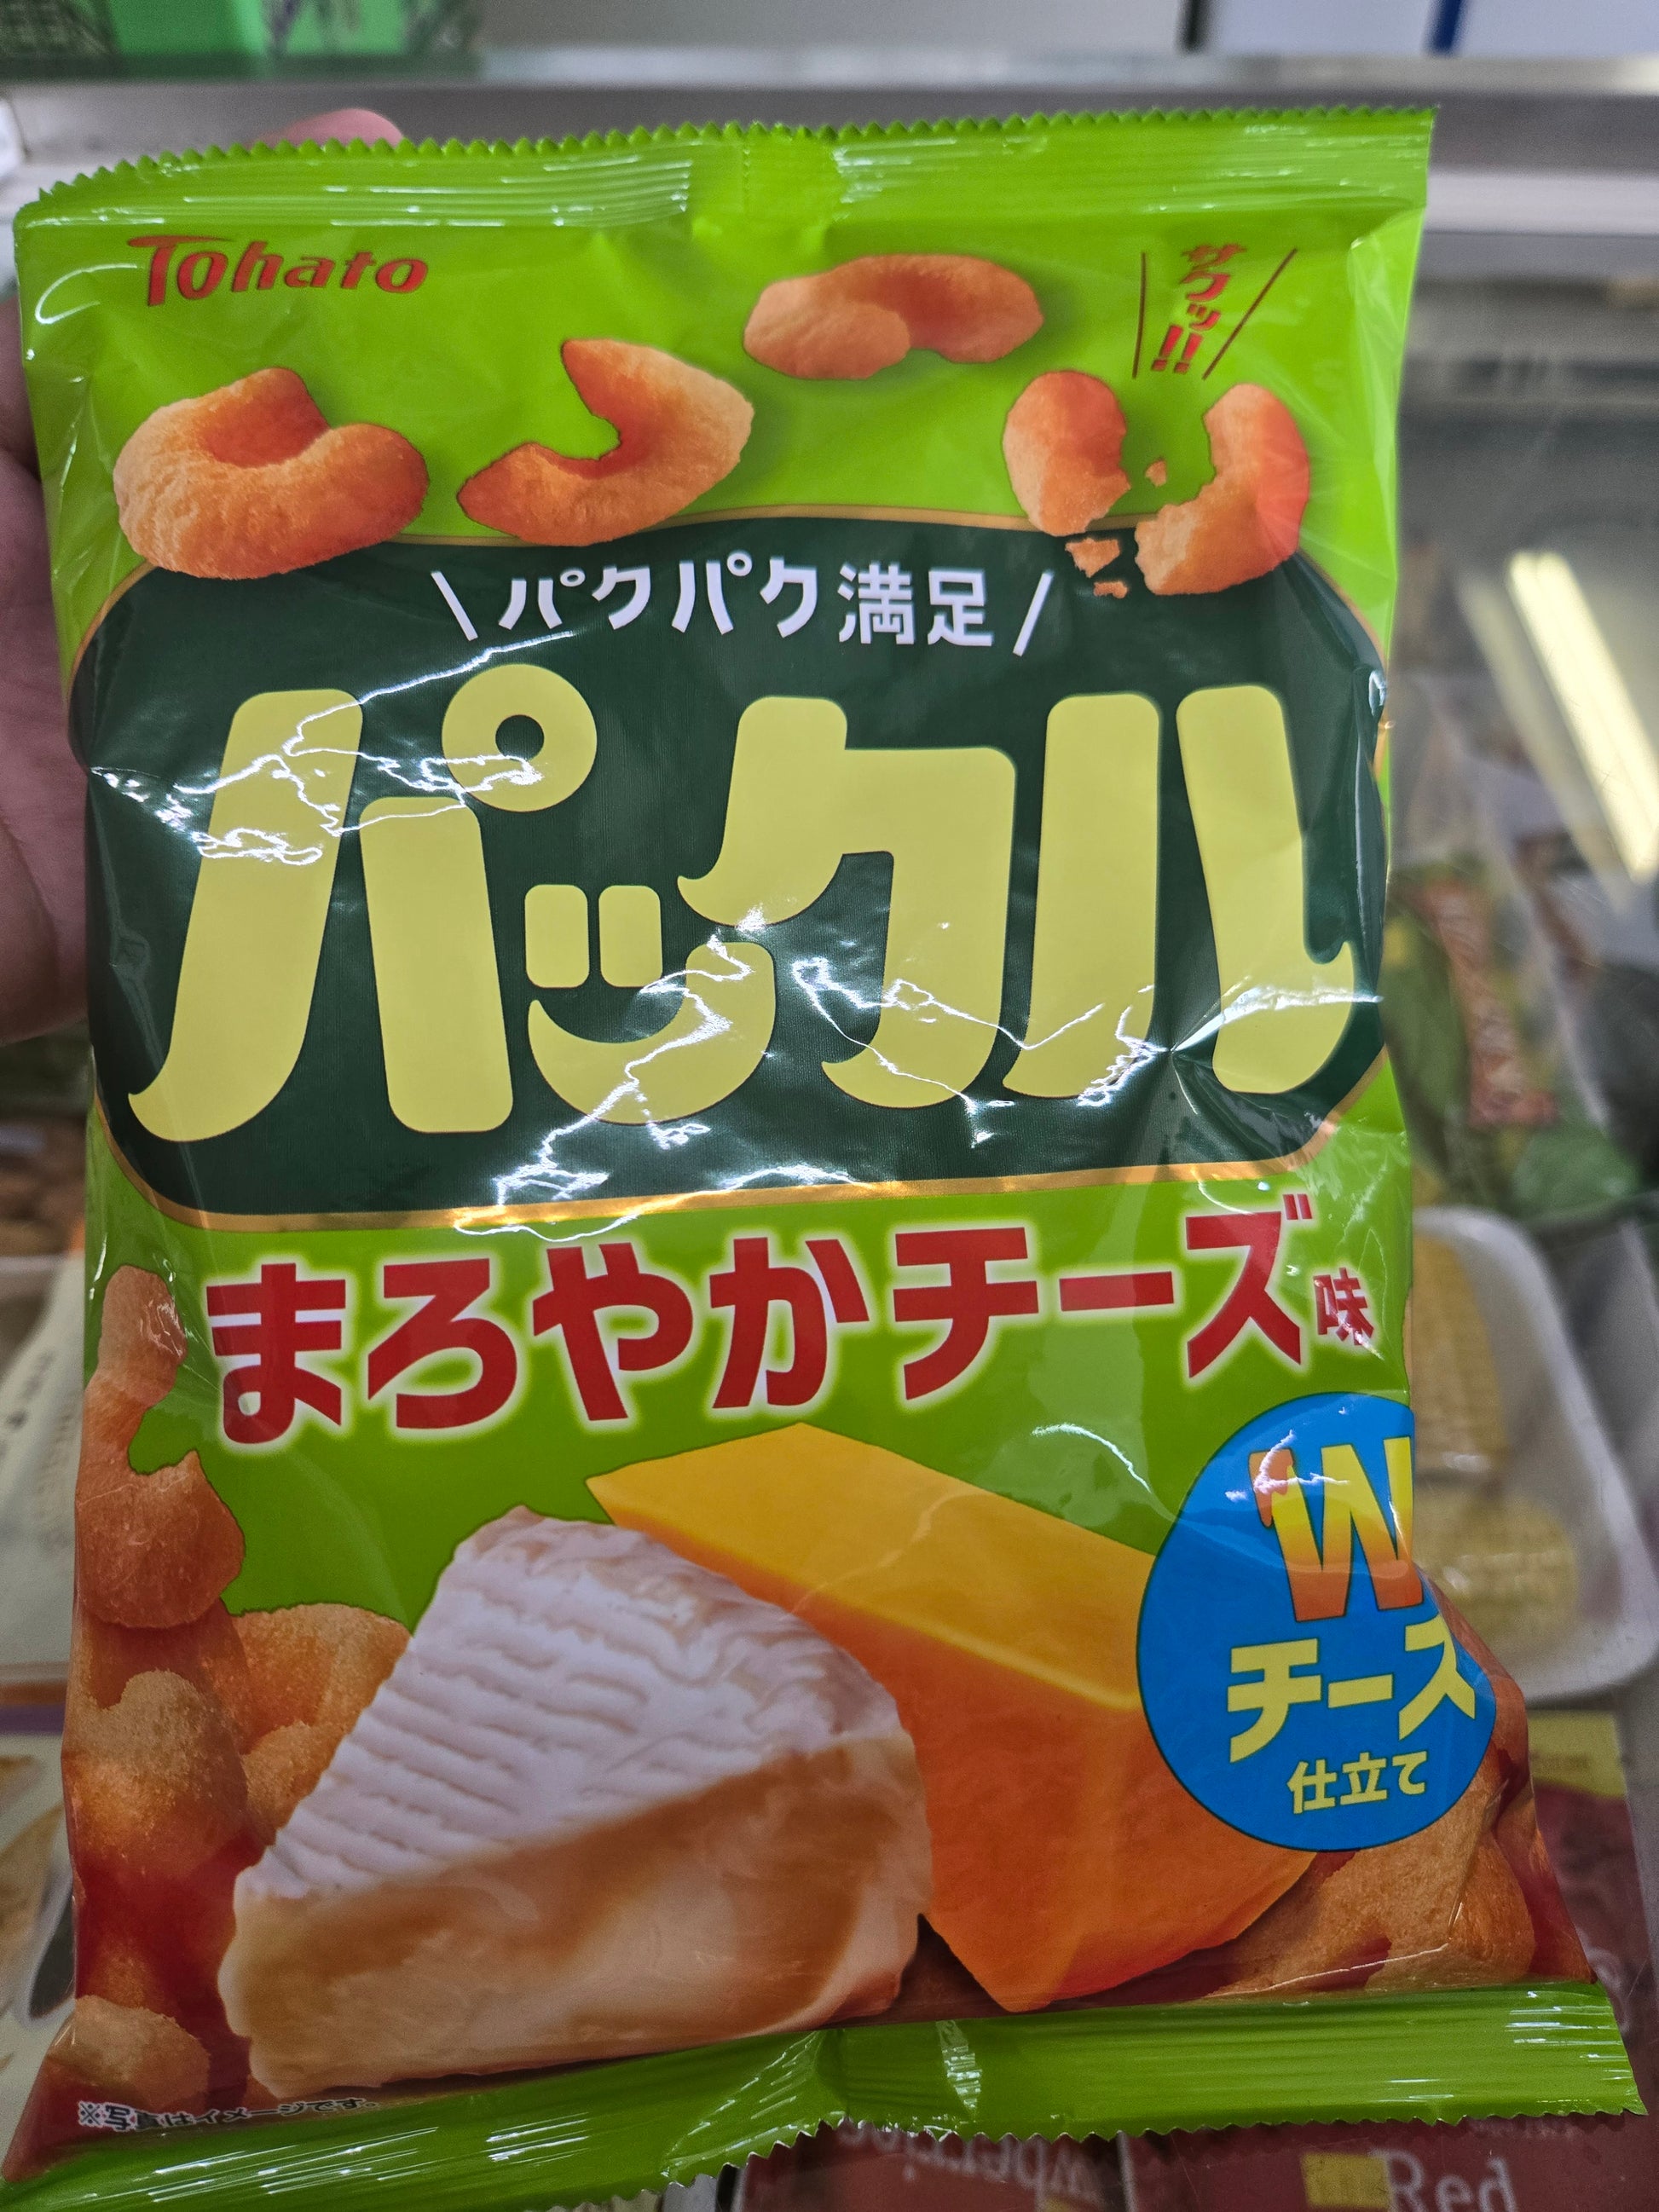 Tohato
サクッ!!
\パクパク満足/
パックル
まろやかチーズ味
W
チーズ
仕立て
※写真はイメージです。
Red